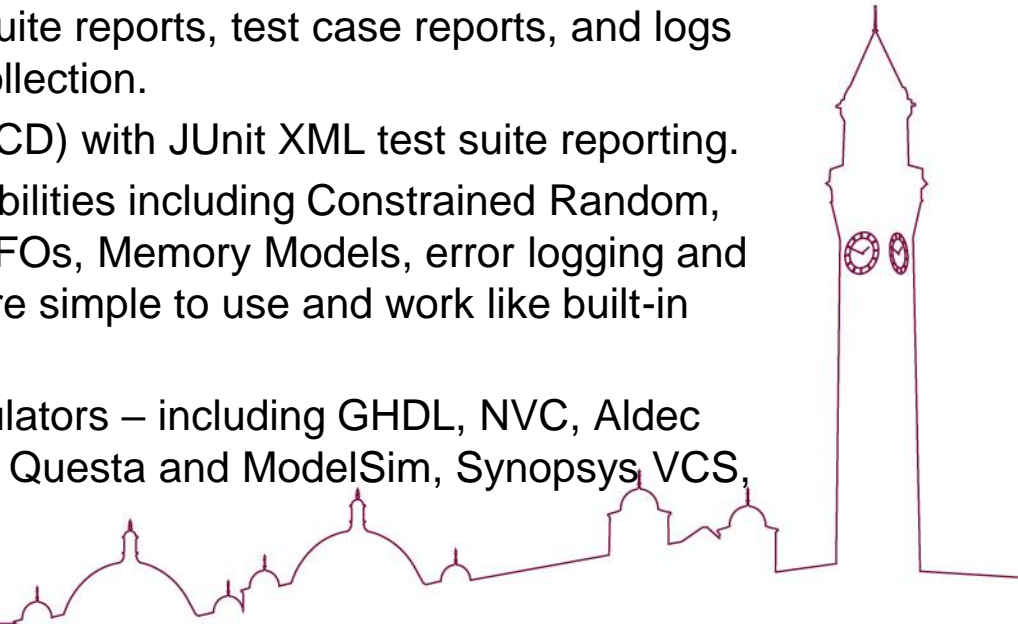 uite reports, test case reports, and logs
ollection.
CD) with JUnit XML test suite reporting.
bilities including Constrained Random,
FOs, Memory Models, error logging and
re simple to use and work like built-in
ulators – including GHDL, NVC, Aldec
Questa and ModelSim, Synopsys VCS,